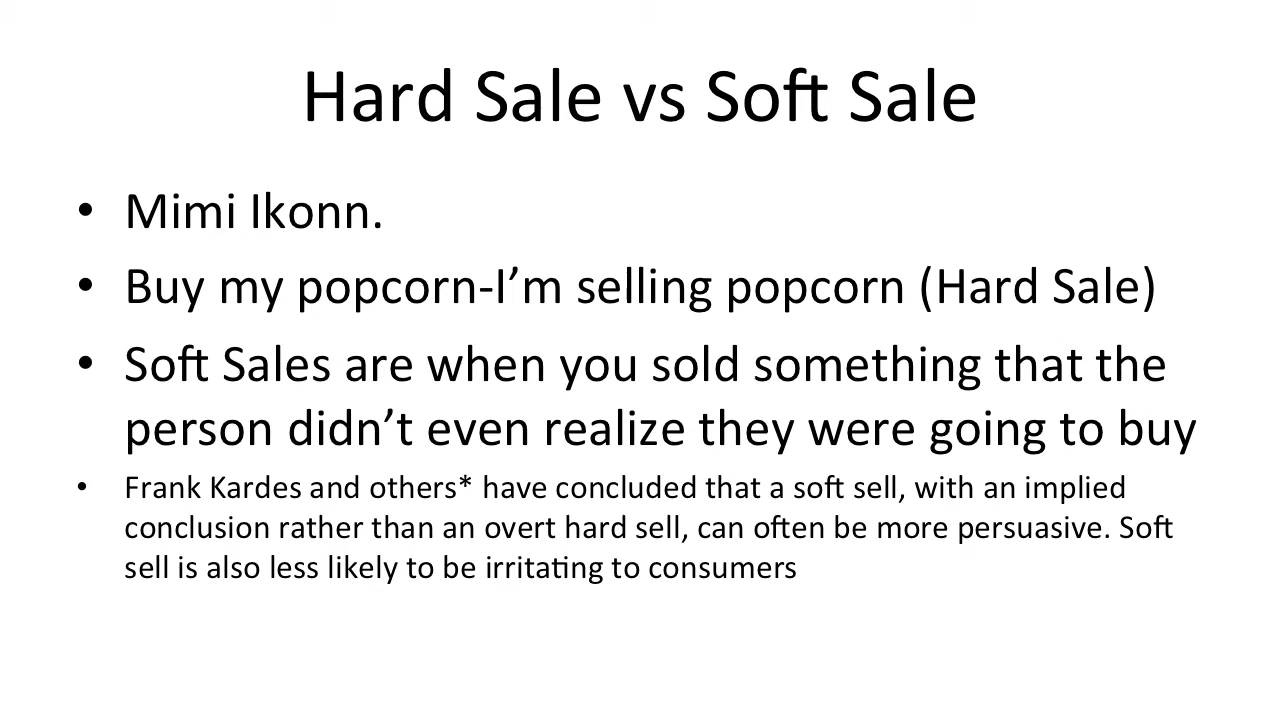 Hard Sale vs Soft Sale
• Mimi Ikonn.
• Buy my popcorn-I’m selling popcorn (Hard Sale)
• Soft Sales are when you sold something that the
person didn’t even realize they were going to buy
• Frank Kardes and others* have concluded that a soft sell, with an implied
conclusion rather than an overt hard sell, can often be more persuasive. Soft
sell is also less likely to be irritating to consumers